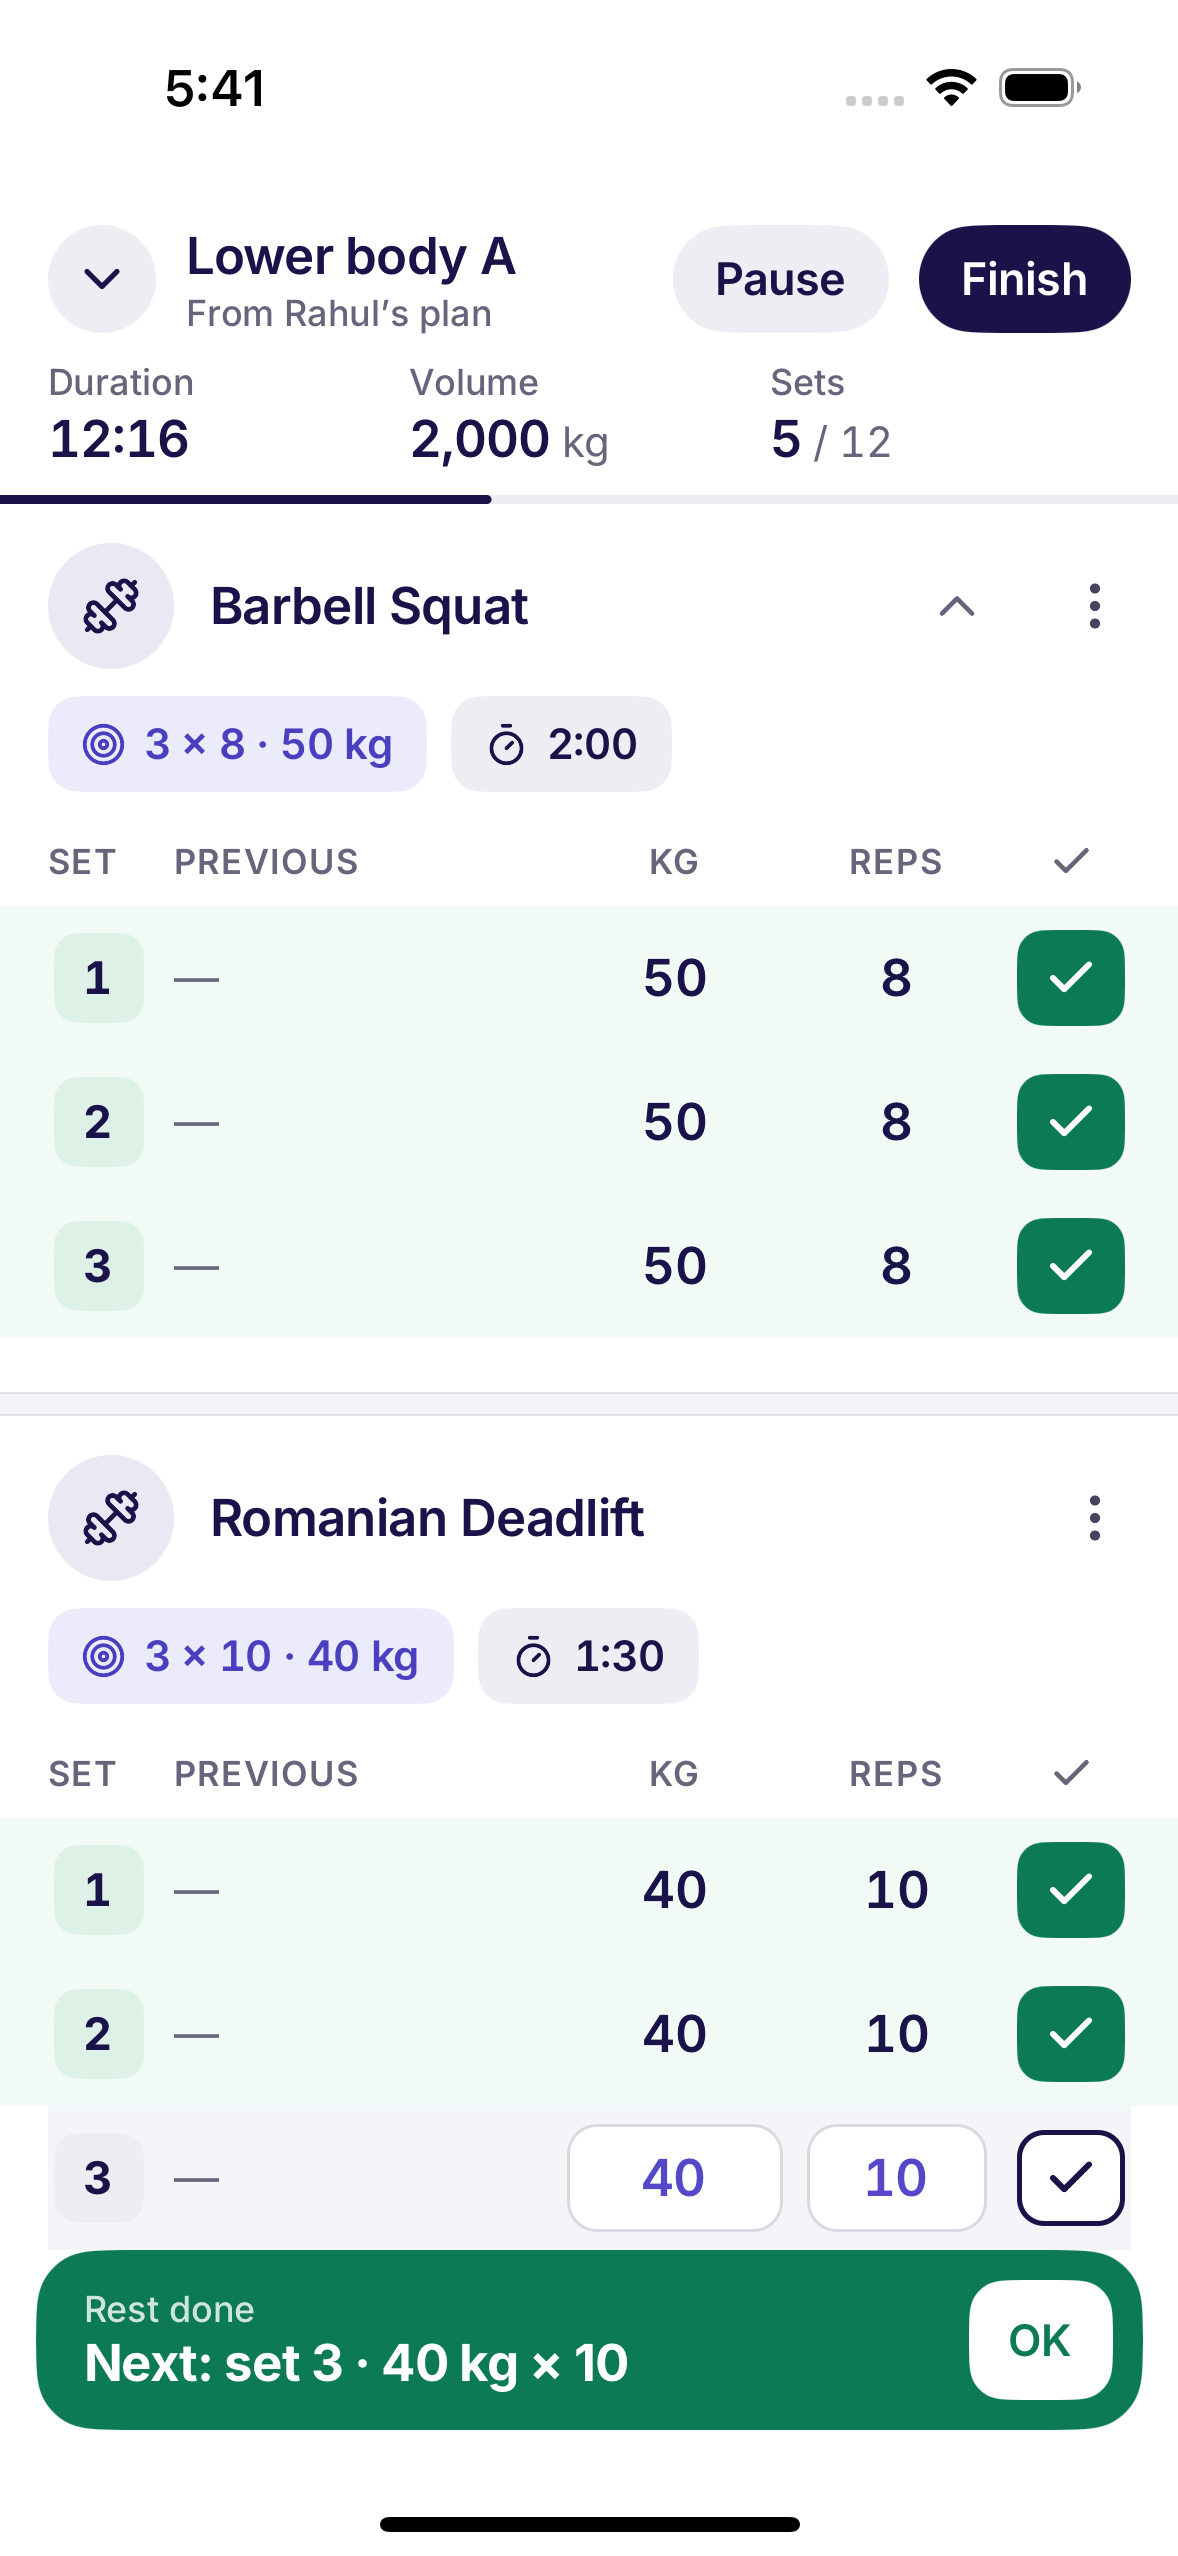 5:41
Lower body A
From Rahul’s plan
Pause
Finish
Duration
12:16
Volume
2,000 kg
Sets
5 / 12
Barbell Squat
3 × 8 · 50 kg
2:00
SET PREVIOUS KG REPS ✓
1 — 50 8
2 — 50 8
3 — 50 8
Romanian Deadlift
3 × 10 · 40 kg
1:30
SET PREVIOUS KG REPS ✓
1 — 40 10
2 — 40 10
3 — 40 10
Rest done
Next: set 3 · 40 kg × 10
OK